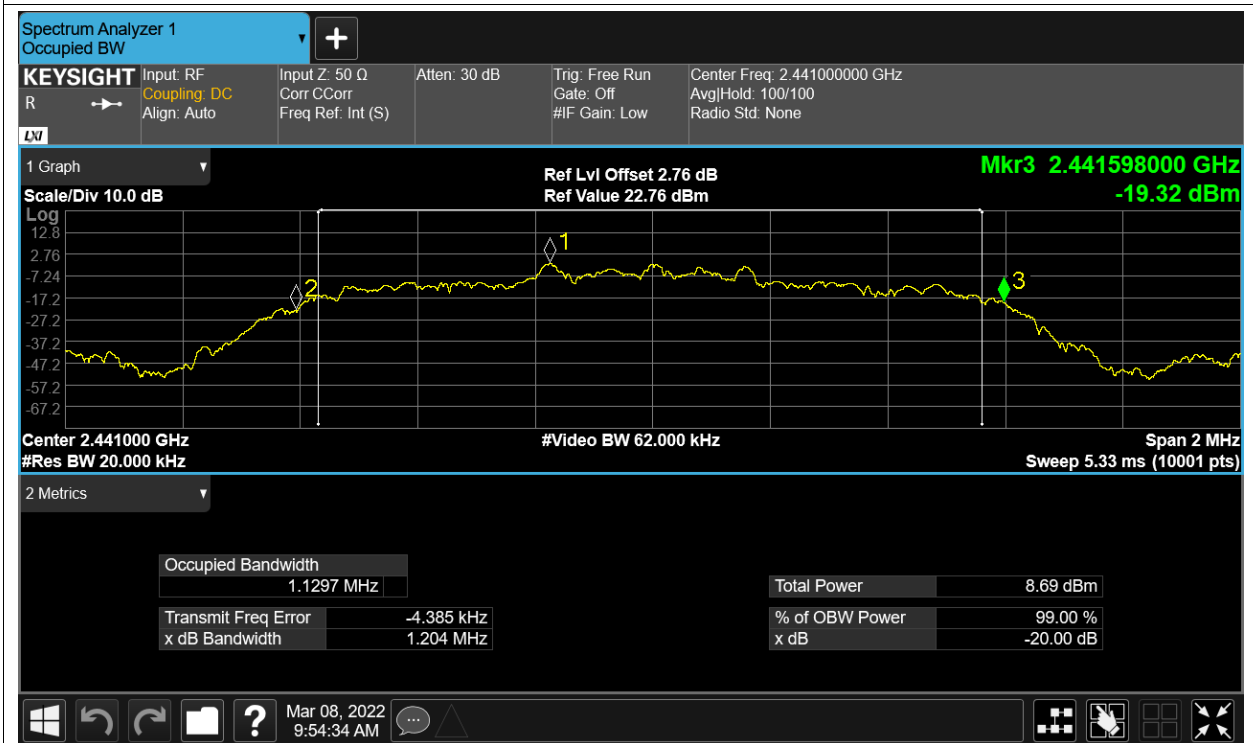 Spectrum Analyzer 1
Occupied BW
KEYSIGHT
R
LXI
Input: RF
Coupling: DC
Align: Auto
Input Z: 50 Ω
Corr CCorr
Freq Ref: Int (S)
Atten: 30 dB
Trig: Free Run
Gate: Off
#IF Gain: Low
Center Freq: 2.441000000 GHz
Avg|Hold: 100/100
Radio Std: None
1 Graph
Scale/Div 10.0 dB
Ref Lvl Offset 2.76 dB
Ref Value 22.76 dBm
Mkr3 2.441598000 GHz
-19.32 dBm
Log
12.8
2.76
-7.24
-17.2
-27.2
-37.2
-47.2
-57.2
-67.2
1
2
3
Center 2.441000 GHz
#Res BW 20.000 kHz
#Video BW 62.000 kHz
Span 2 MHz
Sweep 5.33 ms (10001 pts)
2 Metrics
Occupied Bandwidth
1.1297 MHz
Transmit Freq Error -4.385 kHz
x dB Bandwidth 1.204 MHz
Total Power 8.69 dBm
% of OBW Power 99.00 %
x dB -20.00 dB
?
Mar 08, 2022
9:54:34 AM